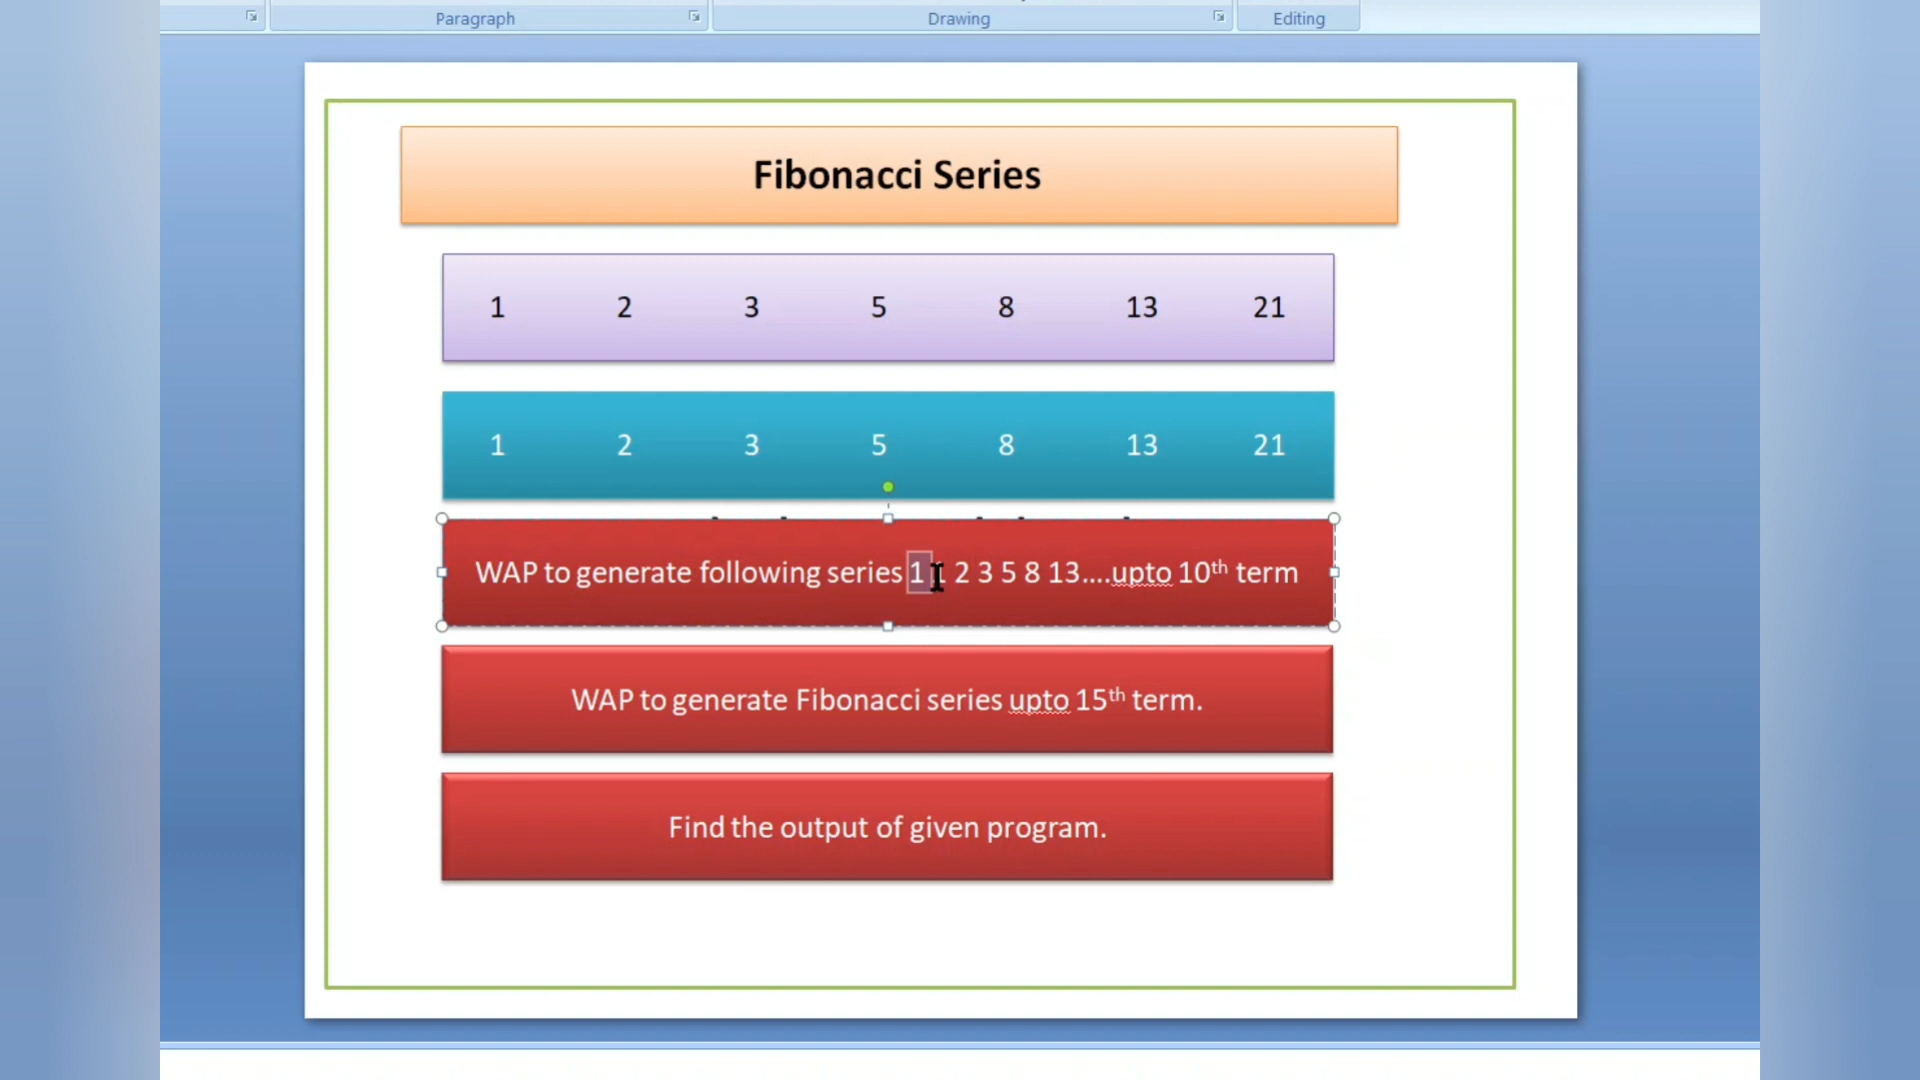 Paragraph Drawing Editing
Fibonacci Series
1 2 3 5 8 13 21
1 2 3 5 8 13 21
WAP to generate following series 1 1 2 3 5 8 13....upto 10th term
WAP to generate Fibonacci series upto 15th term.
Find the output of given program.